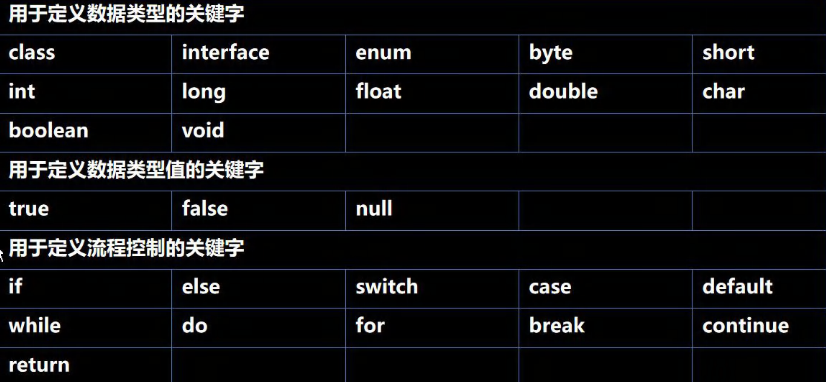 用于定义数据类型的关键字
class interface enum byte short
int long float double char
boolean void
用于定义数据类型值的关键字
true false null
用于定义流程控制的关键字
if else switch case default
while do for break continue
return